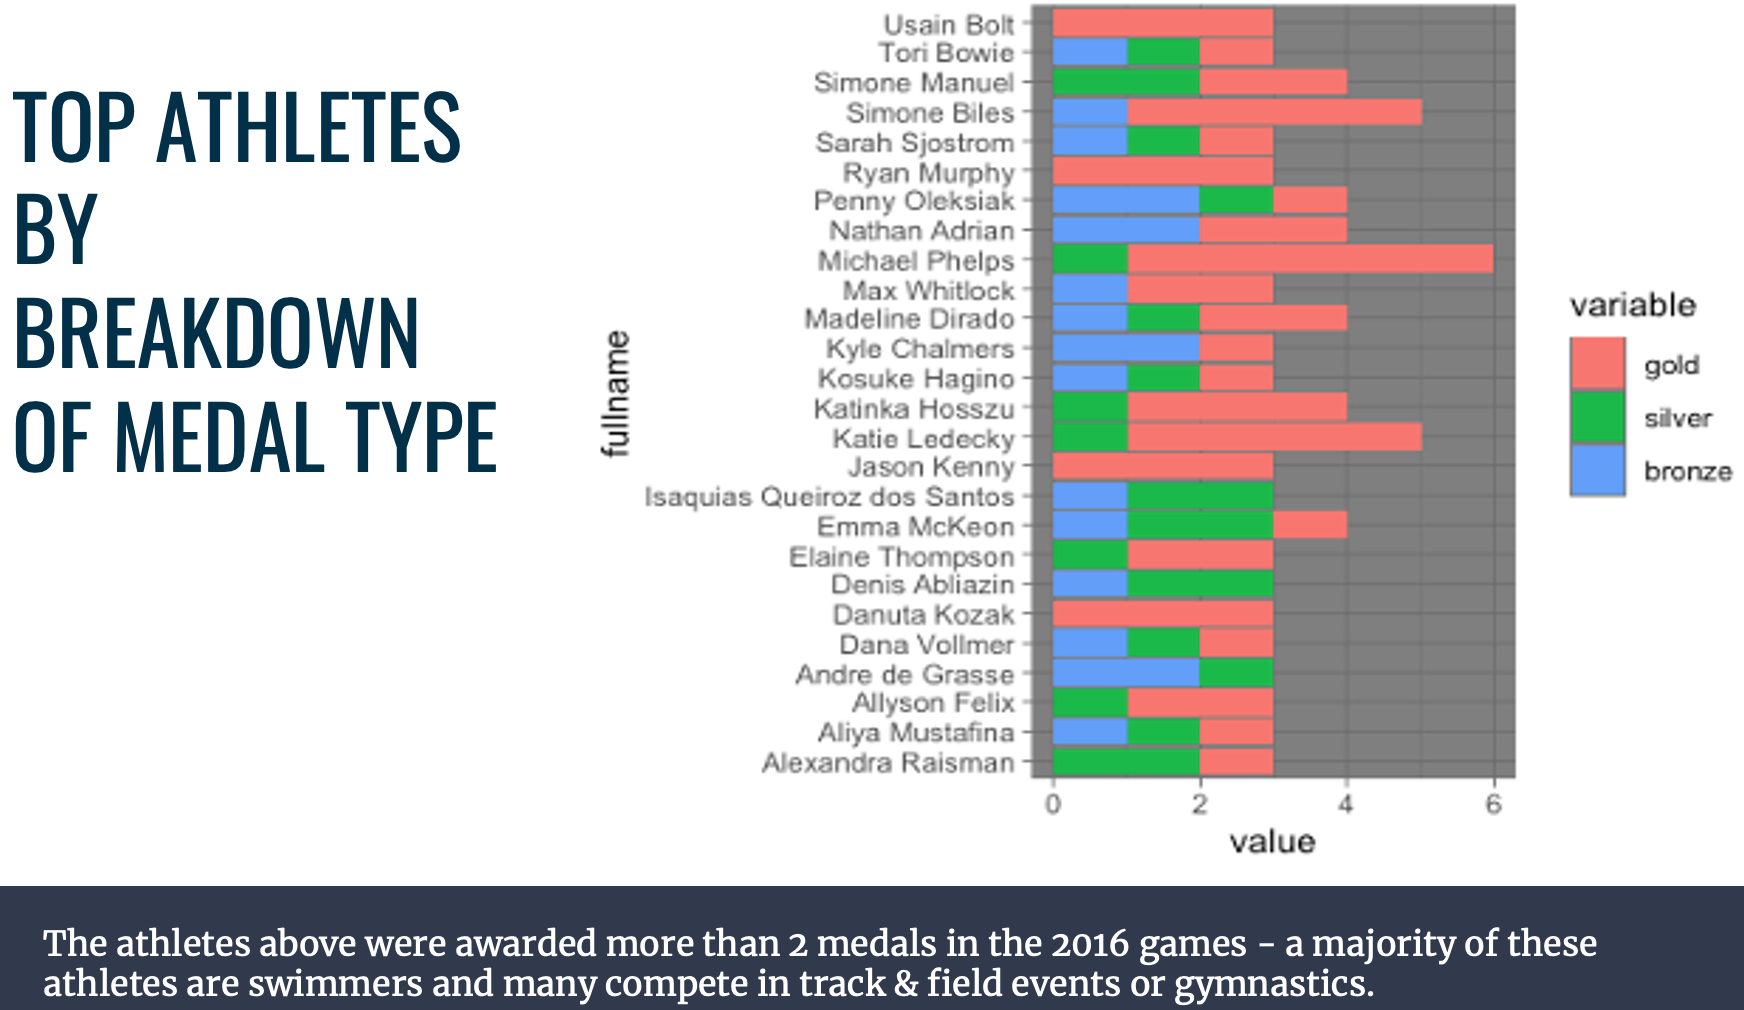 TOP ATHLETES
BY
BREAKDOWN
OF MEDAL TYPE
fullname
Usain Bolt
Tori Bowie
Simone Manuel
Simone Biles
Sarah Sjostrom
Ryan Murphy
Penny Oleksiak
Nathan Adrian
Michael Phelps
Max Whitlock
Madeline Dirado
Kyle Chalmers
Kosuke Hagino
Katinka Hosszu
Katie Ledecky
Jason Kenny
Isaquias Queiroz dos Santos
Emma McKeon
Elaine Thompson
Denis Abliazin
Danuta Kozak
Dana Vollmer
Andre de Grasse
Allyson Felix
Aliya Mustafina
Alexandra Raisman
0 2 4 6
value
variable
gold
silver
bronze
The athletes above were awarded more than 2 medals in the 2016 games - a majority of these
athletes are swimmers and many compete in track & field events or gymnastics.